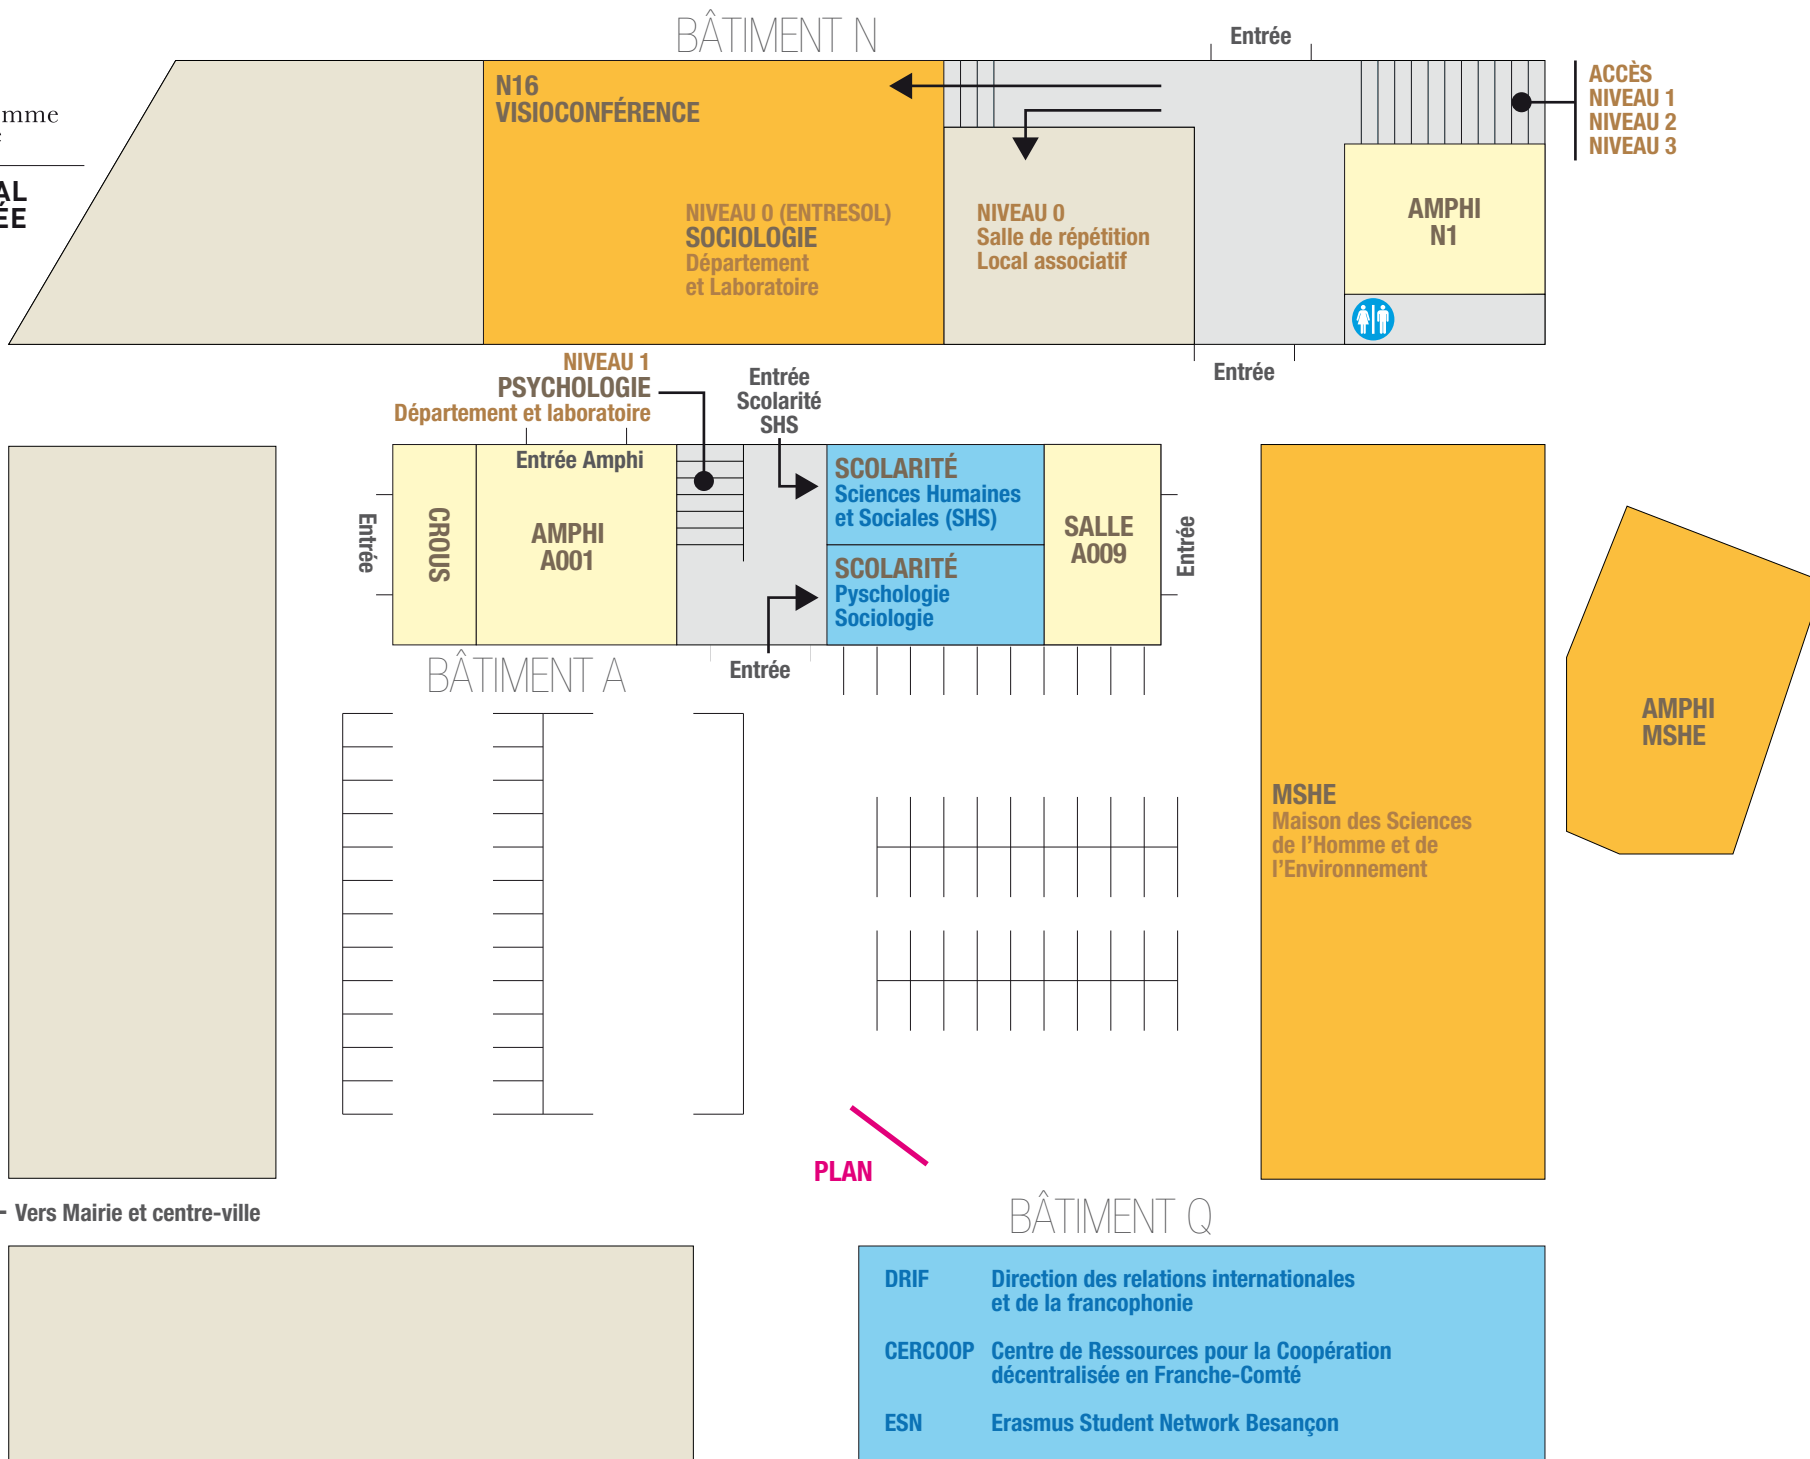 BÂTIMENT N
Entrée
N16
VISIOCONFÉRENCE
ACCÈS
NIVEAU 1
NIVEAU 2
NIVEAU 3
NIVEAU 0 (ENTRESOL)
SOCIOLOGIE
Département
et Laboratoire
NIVEAU 0
Salle de répétition
Local associatif
AMPHI
N1
Entrée
NIVEAU 1
PSYCHOLOGIE
Département et laboratoire
Entrée
Scolarité
SHS
Entrée Amphi
Entrée
CROUS
AMPHI
A001
SCOLARITÉ
Sciences Humaines
et Sociales (SHS)
SCOLARITÉ
Pyschologie
Sociologie
SALLE
A009
Entrée
Entrée
BÂTIMENT A
AMPHI
MSHE
MSHE
Maison des Sciences
de l'Homme et de
l'Environnement
PLAN
Vers Mairie et centre-ville
BÂTIMENT Q
DRIF Direction des relations internationales
et de la francophonie
CERCOOP Centre de Ressources pour la Coopération
décentralisée en Franche-Comté
ESN Erasmus Student Network Besançon